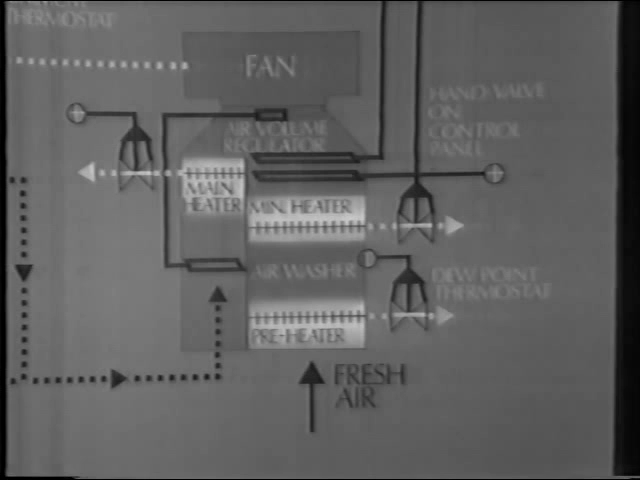 THERMOSTAT
FAN
HAND-VALVE
ON
CONTROL
PANEL
AIR VOLUME
REGULATOR
MAIN
HEATER
MIN. HEATER
AIR WASHER
DEW POINT
THERMOSTAT
PRE-HEATER
FRESH
AIR